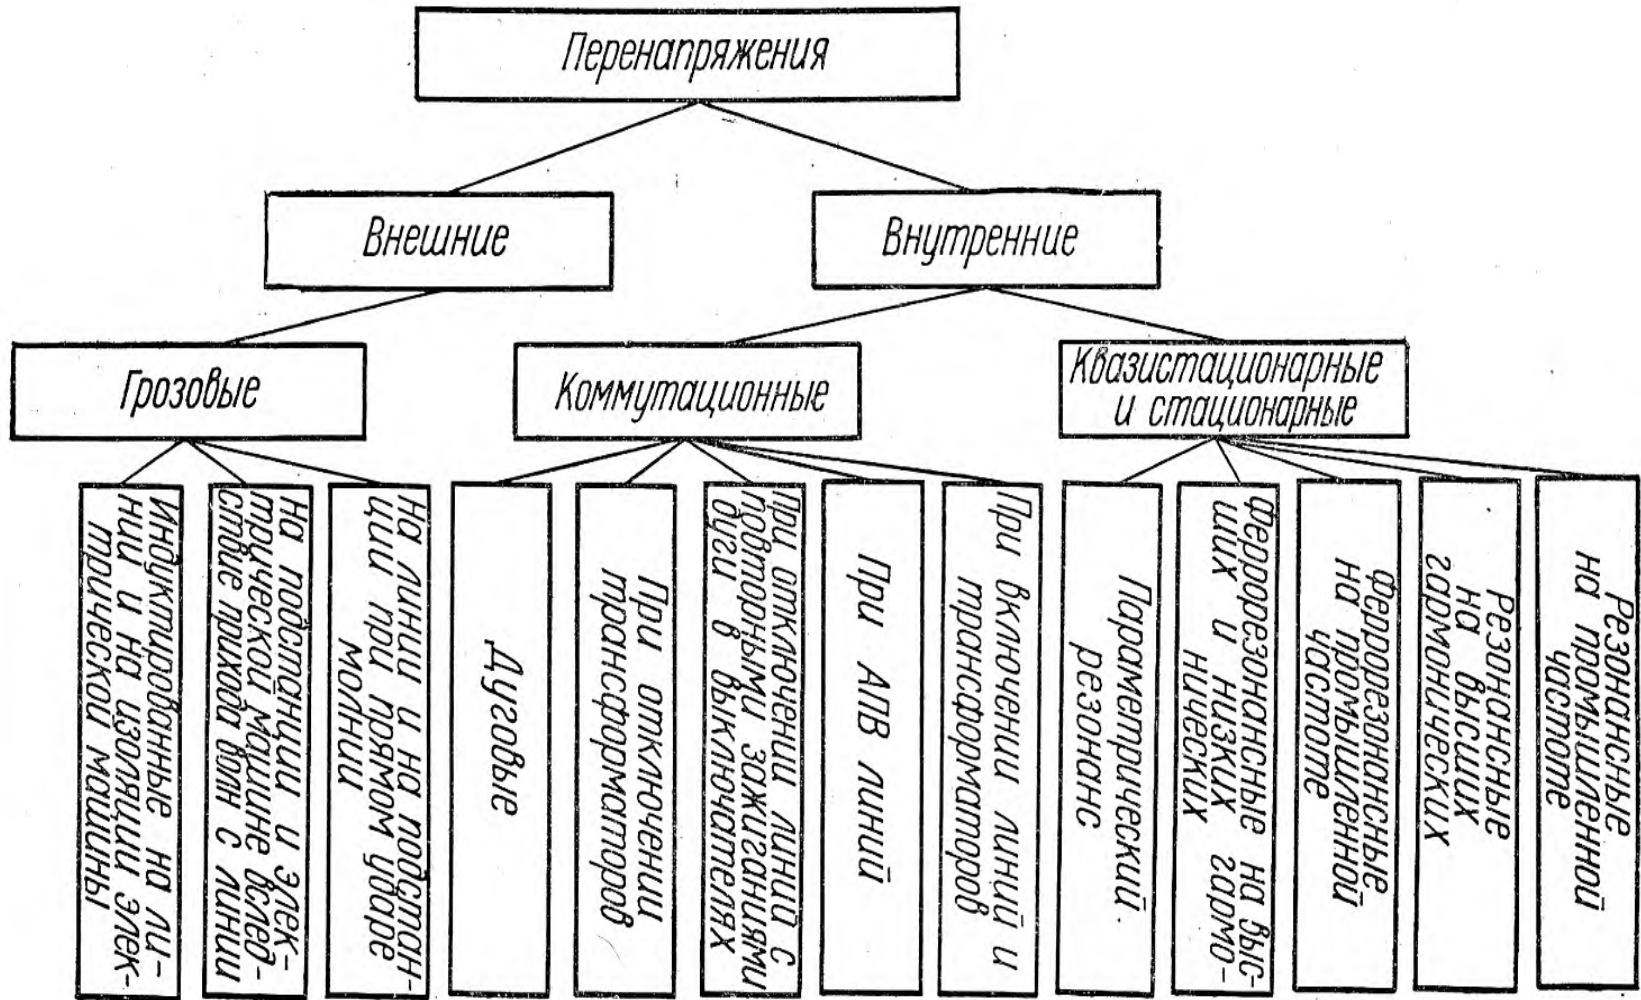 Перенапряжения
Внешние
Внутренние
Грозовые
Коммутационные
Квазистационарные
и стационарные
Индуктированные на ли-
нии и на изоляции элек-
трической машины
На подстанции и элек-
трической машине вслед-
ствие прихода волн с линии
На линии и на подстан-
ции при прямом ударе
молнии
Дуговые
При отключении
трансформаторов
При отключении линий с
повторными зажиганиями
дуги в выключателях
При АПВ линий
При включении линий и
трансформаторов
Параметрический
резонанс
Феррорезонансные на выс-
ших и низких гармо-
нических
Феррорезонансные
на промышленной
частоте
Резонансные
на высших
гармонических
Резонансные
на промышленной
частоте